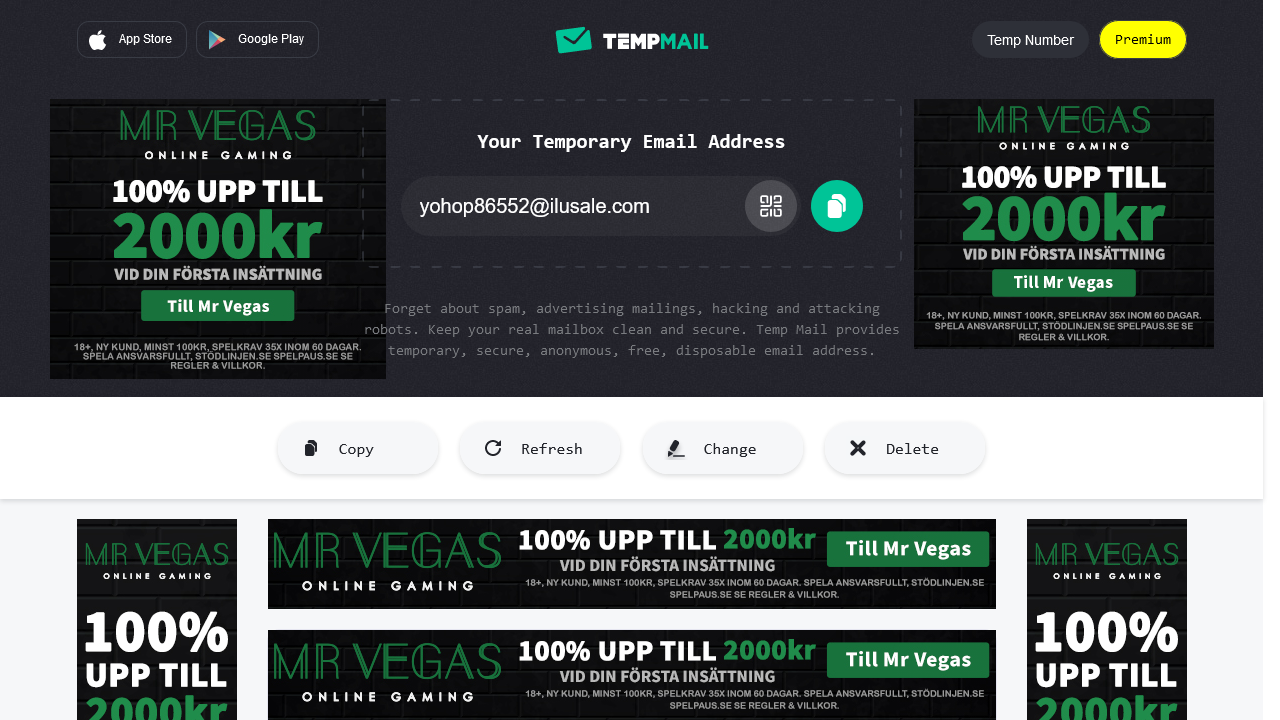 App Store
Google Play
TEMPMAIL
Temp Number
Premium
MR VEGAS
ONLINE GAMING
100% UPP TILL
2000kr
VID DIN FÖRSTA INSÄTTNING
Till Mr Vegas
18+, NY KUND, MINST 100KR, SPELKRAV 35X INOM 60 DAGAR.
SPELA ANSVARSFULLT, STÖDLINJEN.SE SPELPAUS.SE SE
REGLER & VILLKOR.
Your Temporary Email Address
yohop86552@ilusale.com
Forget about spam, advertising mailings, hacking and attacking
robots. Keep your real mailbox clean and secure. Temp Mail provides
temporary, secure, anonymous, free, disposable email address.
MR VEGAS
ONLINE GAMING
100% UPP TILL
2000kr
VID DIN FÖRSTA INSÄTTNING
Till Mr Vegas
18+, NY KUND, MINST 100KR, SPELKRAV 35X INOM 60 DAGAR.
SPELA ANSVARSFULLT, STÖDLINJEN.SE SPELPAUS.SE SE
REGLER & VILLKOR.
Copy
Refresh
Change
Delete
MR VEGAS
ONLINE GAMING
100%
UPP TILL
2000kr
MR VEGAS
ONLINE GAMING
100% UPP TILL 2000kr
VID DIN FÖRSTA INSÄTTNING
Till Mr Vegas
18+, NY KUND, MINST 100KR, SPELKRAV 35X INOM 60 DAGAR. SPELA ANSVARSFULLT, STÖDLINJEN.SE
SPELPAUS.SE SE REGLER & VILLKOR.
MR VEGAS
ONLINE GAMING
100% UPP TILL 2000kr
VID DIN FÖRSTA INSÄTTNING
Till Mr Vegas
18+, NY KUND, MINST 100KR, SPELKRAV 35X INOM 60 DAGAR. SPELA ANSVARSFULLT, STÖDLINJEN.SE
SPELPAUS.SE SE REGLER & VILLKOR.
MR VEGAS
ONLINE GAMING
100%
UPP TILL
2000kr